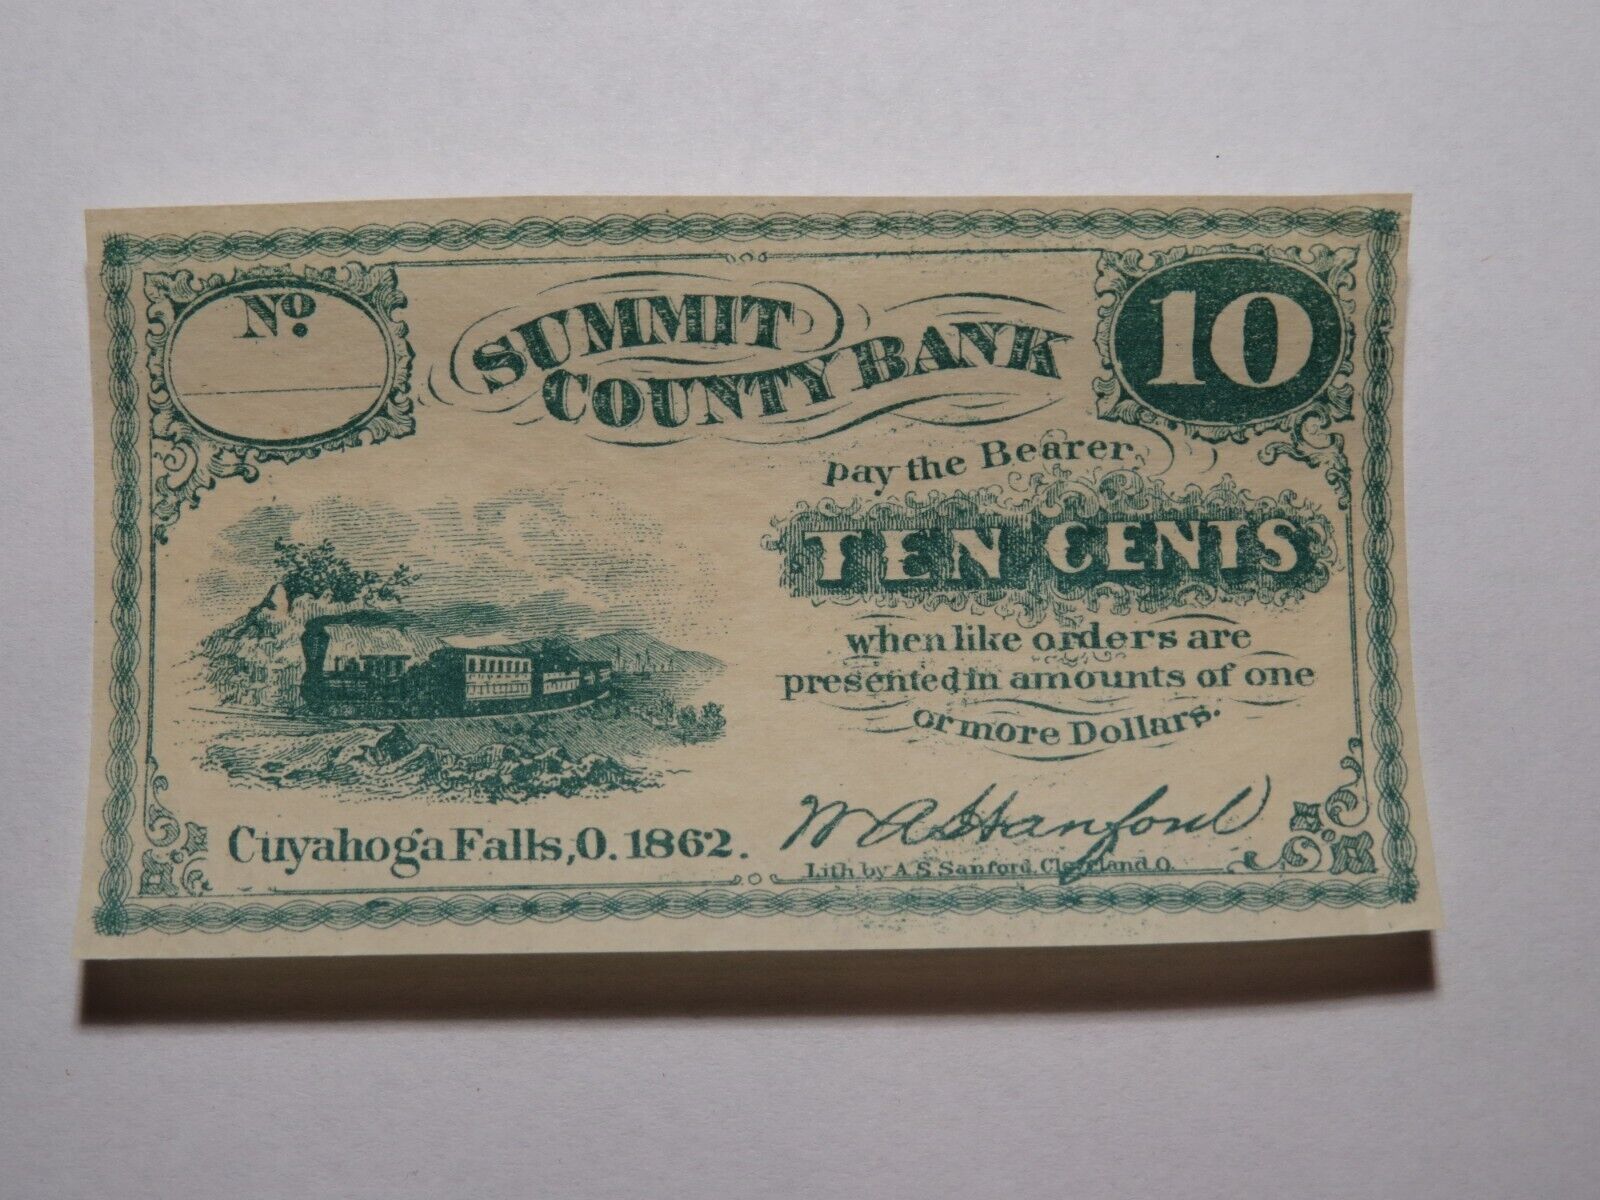 No.
SUMMIT
COUNTY BANK
10
pay the Bearer
TEN CENTS
when like orders are
presented in amounts of one
or more Dollars.
Cuyahoga Falls, O. 1862.
W A Hanford
Lith by A.S. Sanford, Cleveland. O.